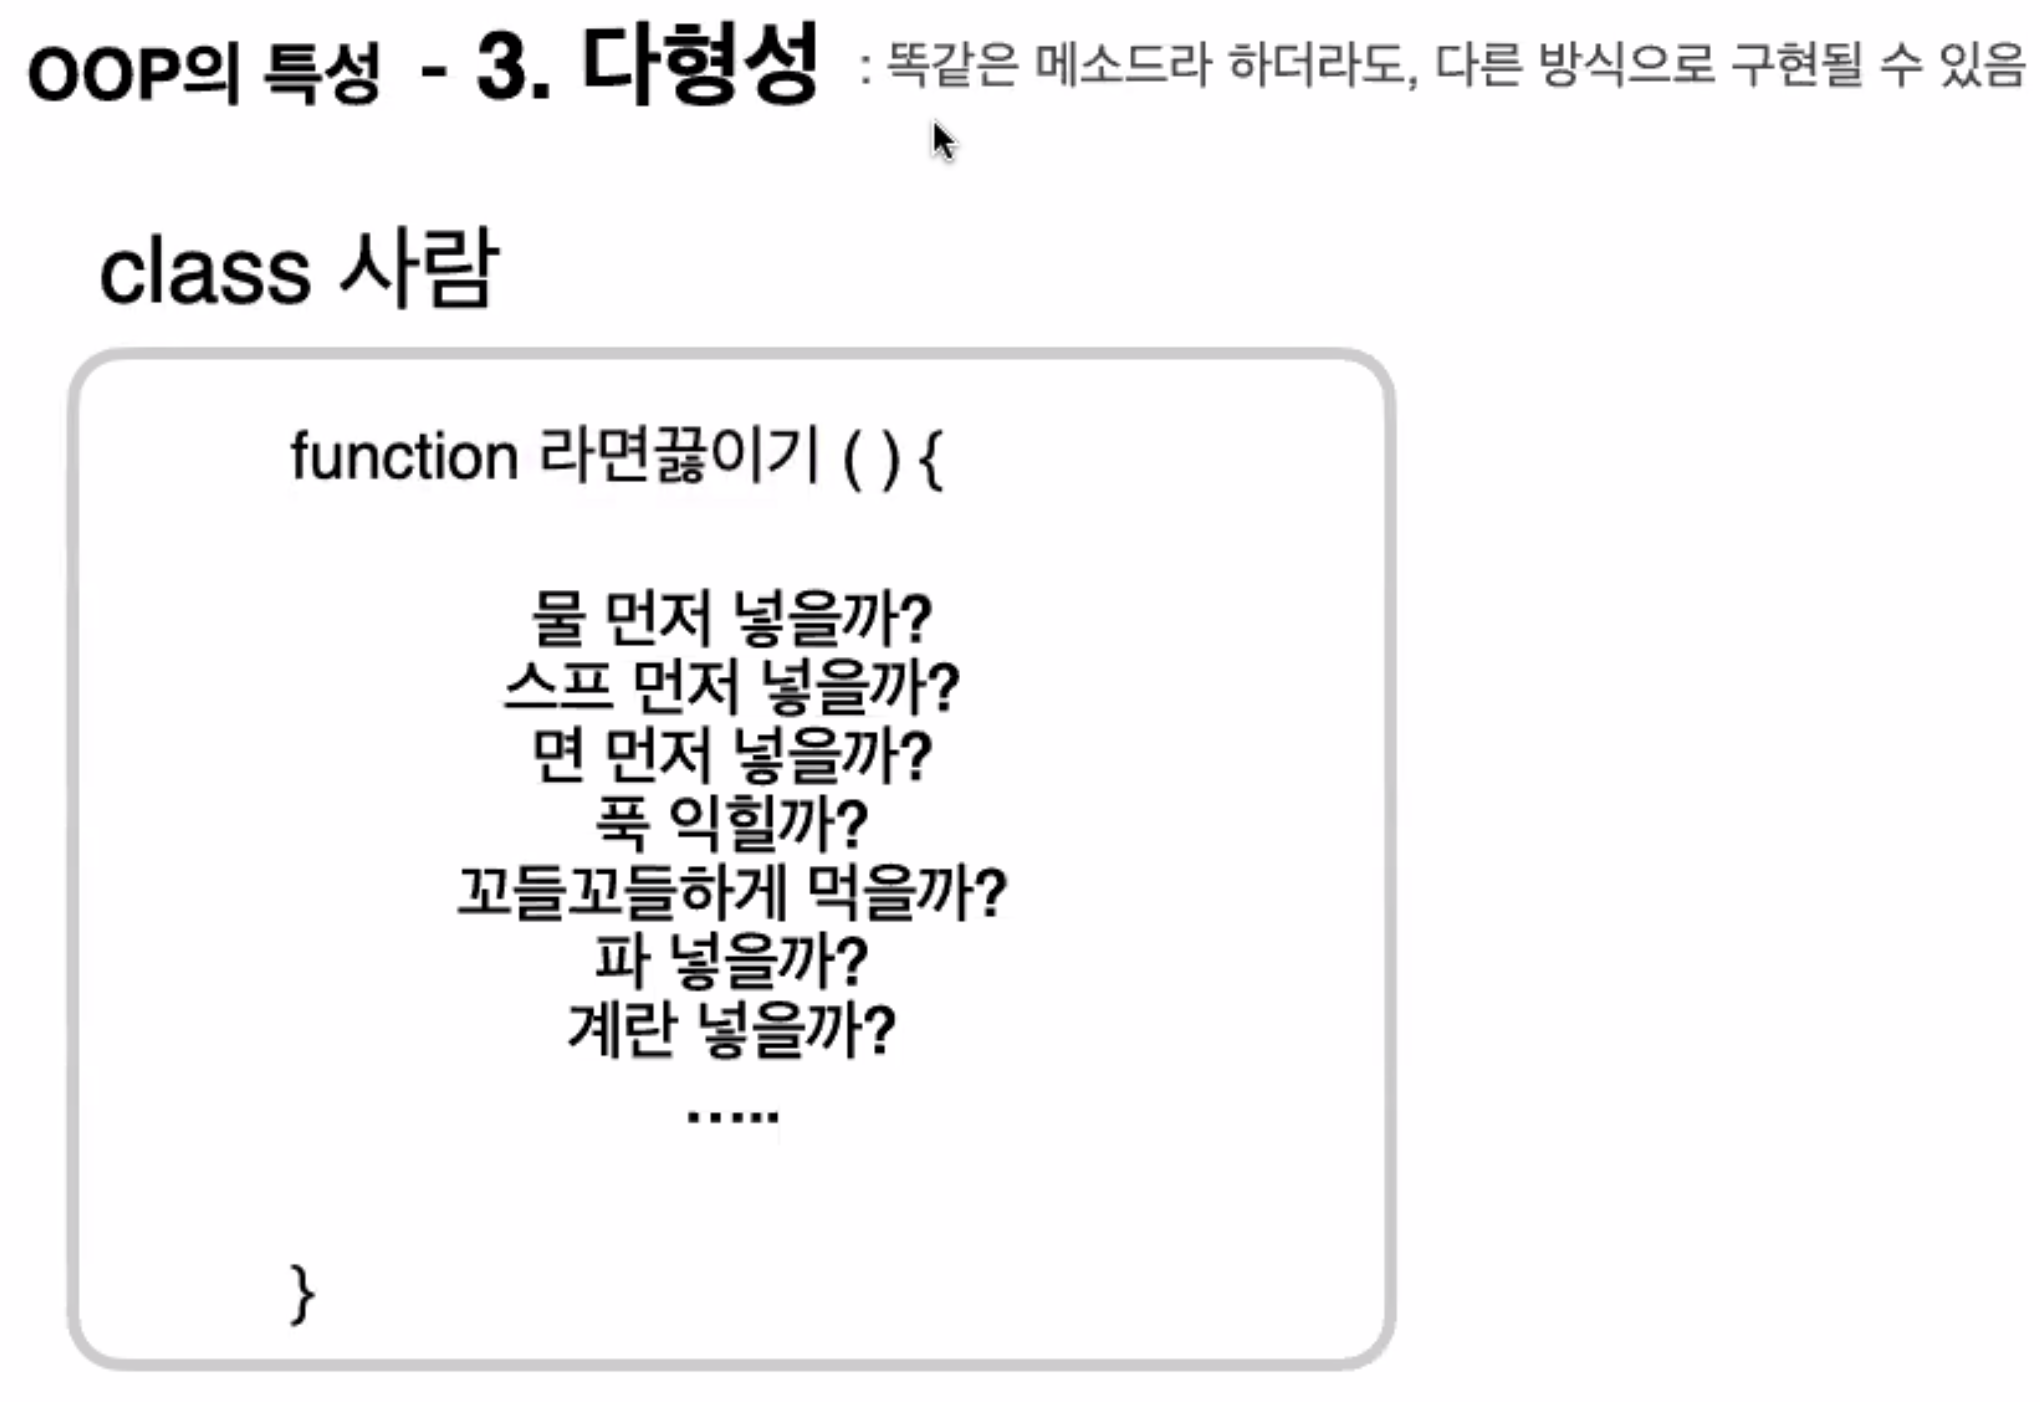 OOP의 특성 - 3. 다형성 : 똑같은 메소드라 하더라도, 다른 방식으로 구현될 수 있음
class 사람
function 라면끓이기 ( ) {
물 먼저 넣을까?
스프 먼저 넣을까?
면 먼저 넣을까?
푹 익힐까?
꼬들꼬들하게 먹을까?
파 넣을까?
계란 넣을까?
.....
}